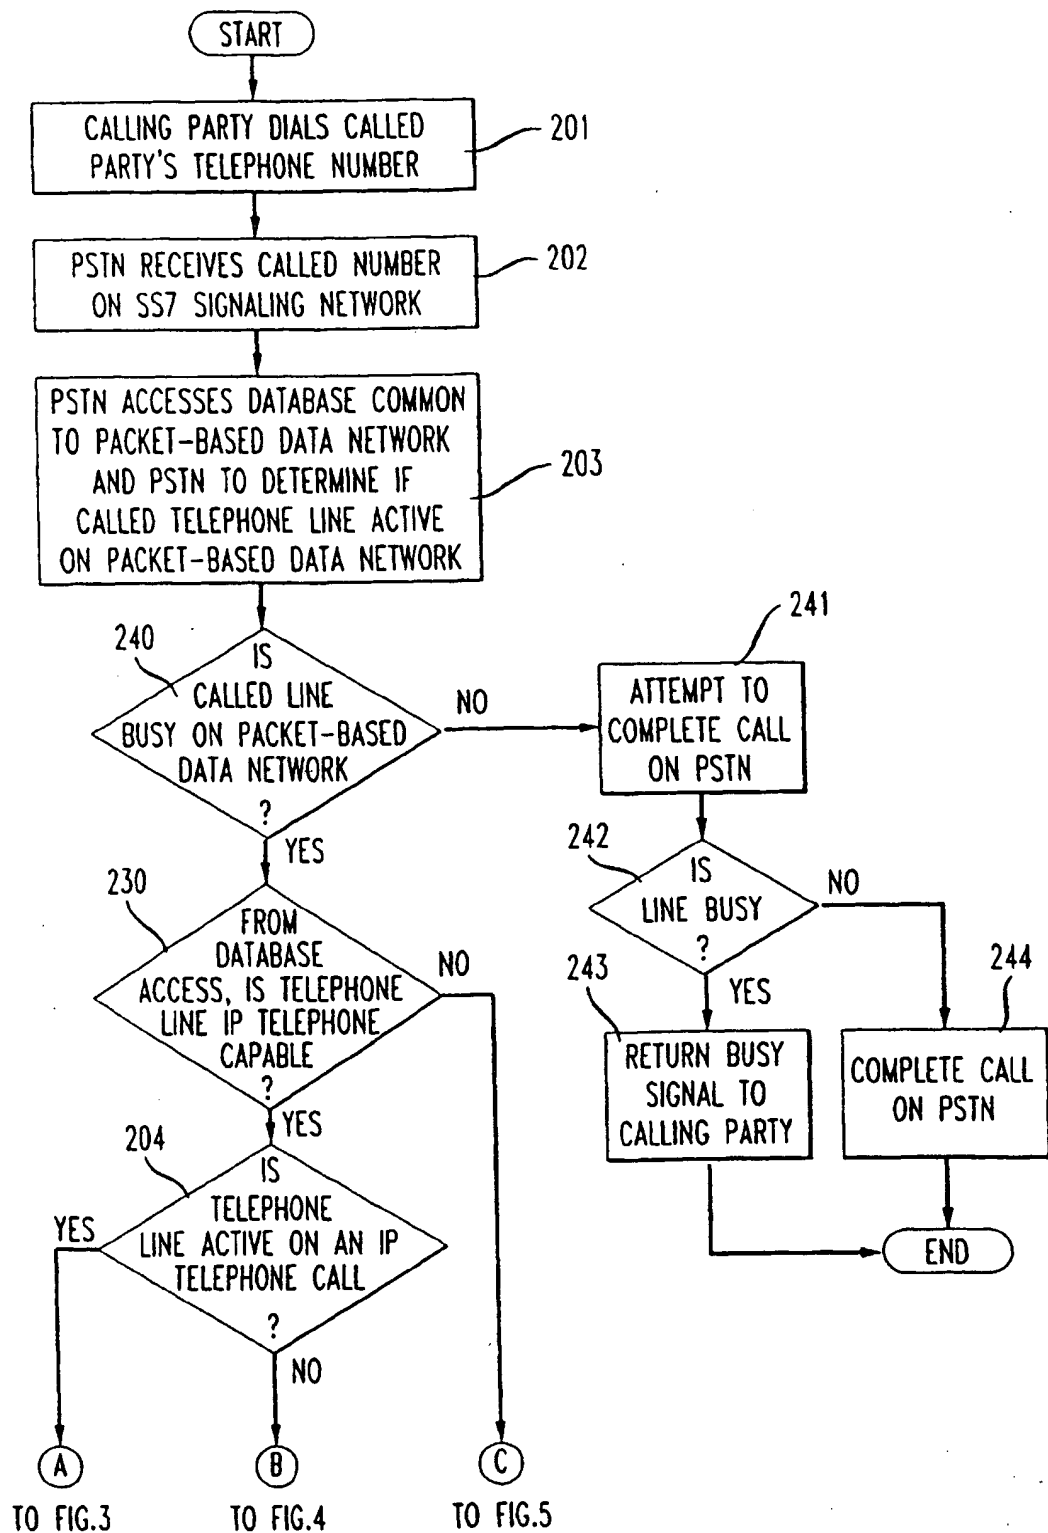 START
CALLING PARTY DIALS CALLED
PARTY'S TELEPHONE NUMBER
201
PSTN RECEIVES CALLED NUMBER
ON SS7 SIGNALING NETWORK
202
PSTN ACCESSES DATABASE COMMON
TO PACKET-BASED DATA NETWORK
AND PSTN TO DETERMINE IF
CALLED TELEPHONE LINE ACTIVE
ON PACKET-BASED DATA NETWORK
203
240
IS
CALLED LINE
BUSY ON PACKET-BASED
DATA NETWORK
?
NO
YES
241
ATTEMPT TO
COMPLETE CALL
ON PSTN
242
IS
LINE BUSY
?
NO
YES
230
FROM
DATABASE
ACCESS, IS TELEPHONE
LINE IP TELEPHONE
CAPABLE
?
NO
YES
243
RETURN BUSY
SIGNAL TO
CALLING PARTY
244
COMPLETE CALL
ON PSTN
END
204
IS
TELEPHONE
LINE ACTIVE ON AN IP
TELEPHONE CALL
?
YES
NO
A
TO FIG.3
B
TO FIG.4
C
TO FIG.5